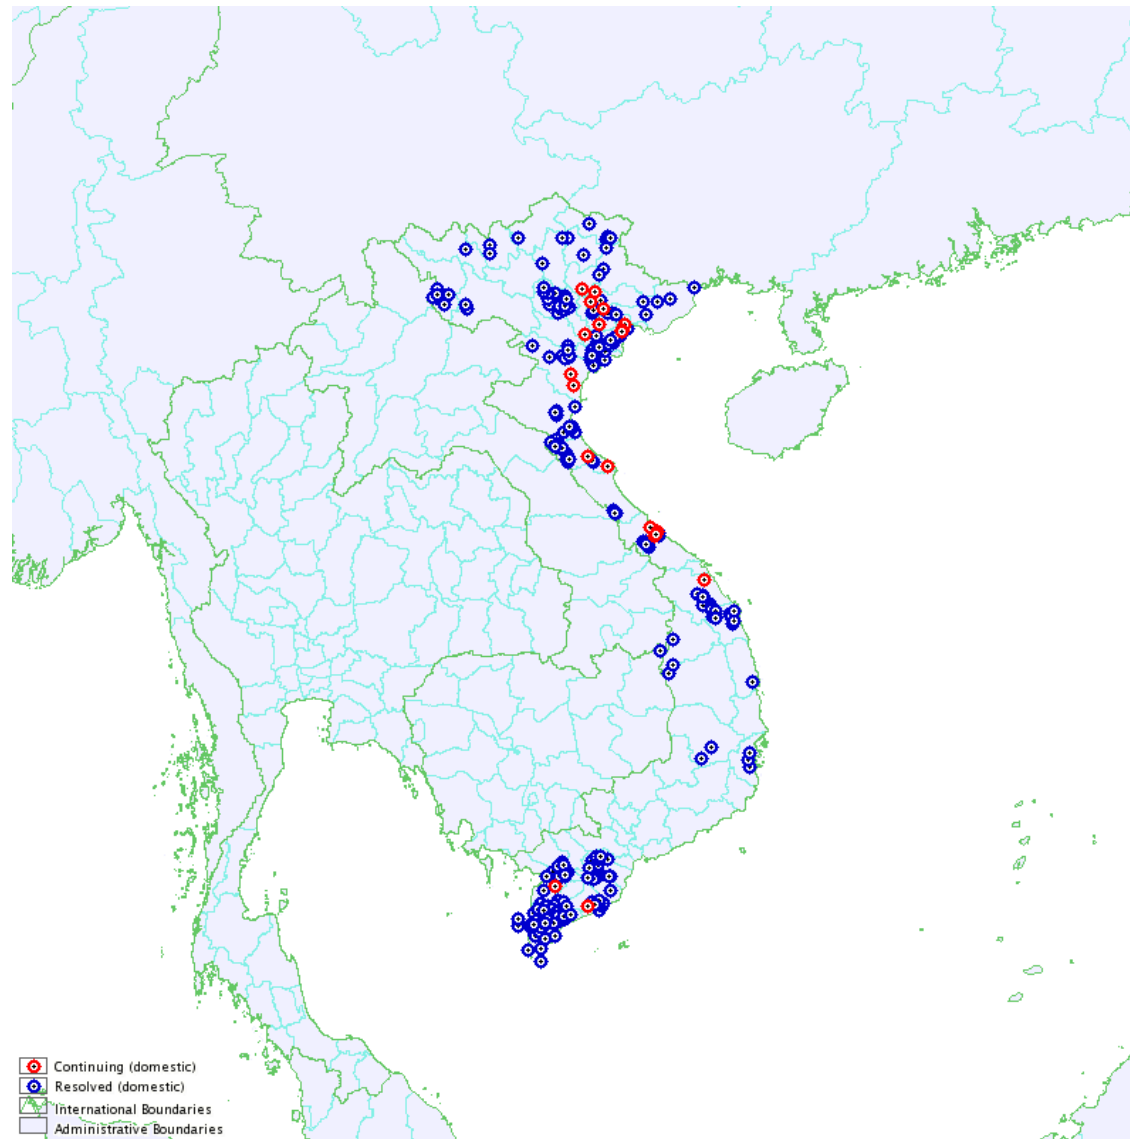 Continuing (domestic)
Resolved (domestic)
International Boundaries
Administrative Boundaries